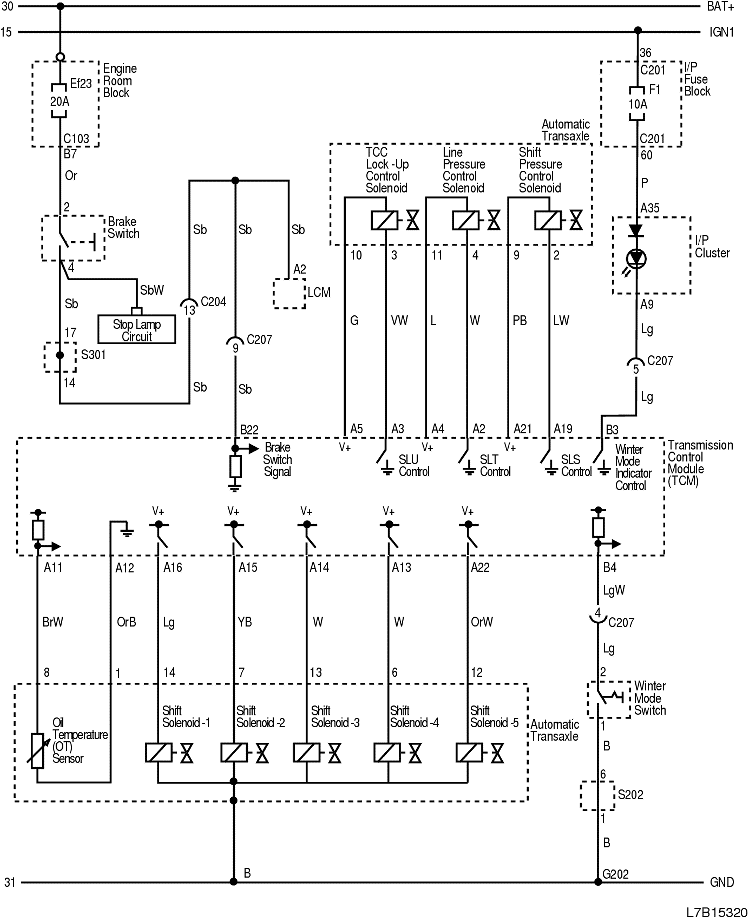 30
BAT+
15
IGN1
36
C201
I/P
Fuse
Block
F1
10A
C201
60
Engine
Room
Block
Ef23
20A
C103
B7
Or
2
Brake
Switch
4
SbW
Sb
Stop Lamp
Circuit
17
S301
14
Sb
13
C204
Sb
Sb
9
C207
Sb
Sb
A2
LCM
Automatic
Transaxle
TCC
Lock -Up
Control
Solenoid
Line
Pressure
Control
Solenoid
Shift
Pressure
Control
Solenoid
10
3
11
4
9
2
G
VW
L
W
PB
LW
P
A35
I/P
Cluster
A9
Lg
C207
5
Lg
B22
A5
A3
A4
A2
A21
A19
B3
Brake
Switch
Signal
V+
SLU
Control
V+
SLT
Control
V+
SLS
Control
Winter
Mode
Indicator
Control
Transmission
Control
Module
(TCM)
V+
V+
V+
V+
V+
A11
A12
A16
A15
A14
A13
A22
B4
BrW
OrB
Lg
YB
W
W
OrW
LgW
4
C207
Lg
8
1
14
7
13
6
12
2
Oil
Temperature
(OT)
Sensor
Shift
Solenoid -1
Shift
Solenoid -2
Shift
Solenoid -3
Shift
Solenoid -4
Shift
Solenoid -5
Automatic
Transaxle
Winter
Mode
Switch
1
B
6
S202
1
B
G202
31
B
GND
L7B15320